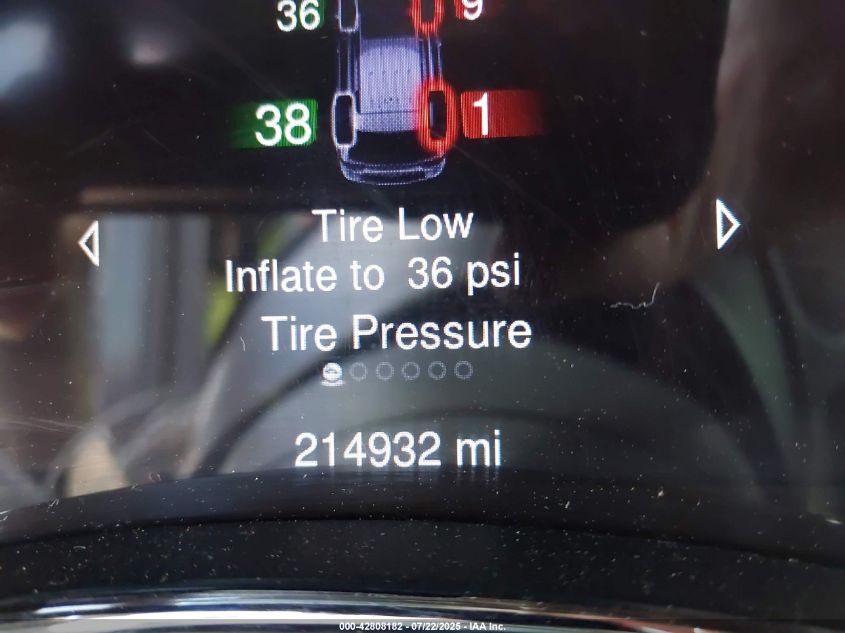 36 9
38 1
Tire Low
Inflate to 36 psi
Tire Pressure
214932 mi
000-42808182 - 07/22/2025 - IAA Inc.